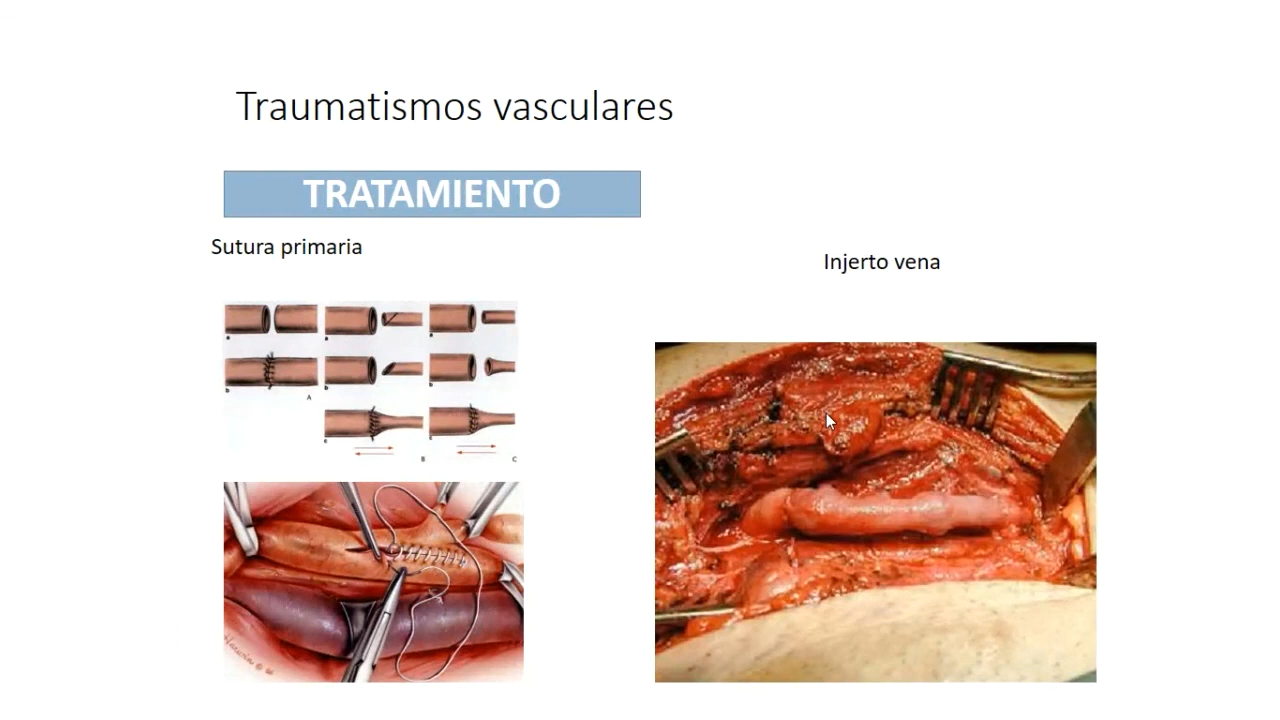 Traumatismos vasculares
TRATAMIENTO
Sutura primaria
Injerto vena
a
a
a
b
b
b
A
c
c
B
C